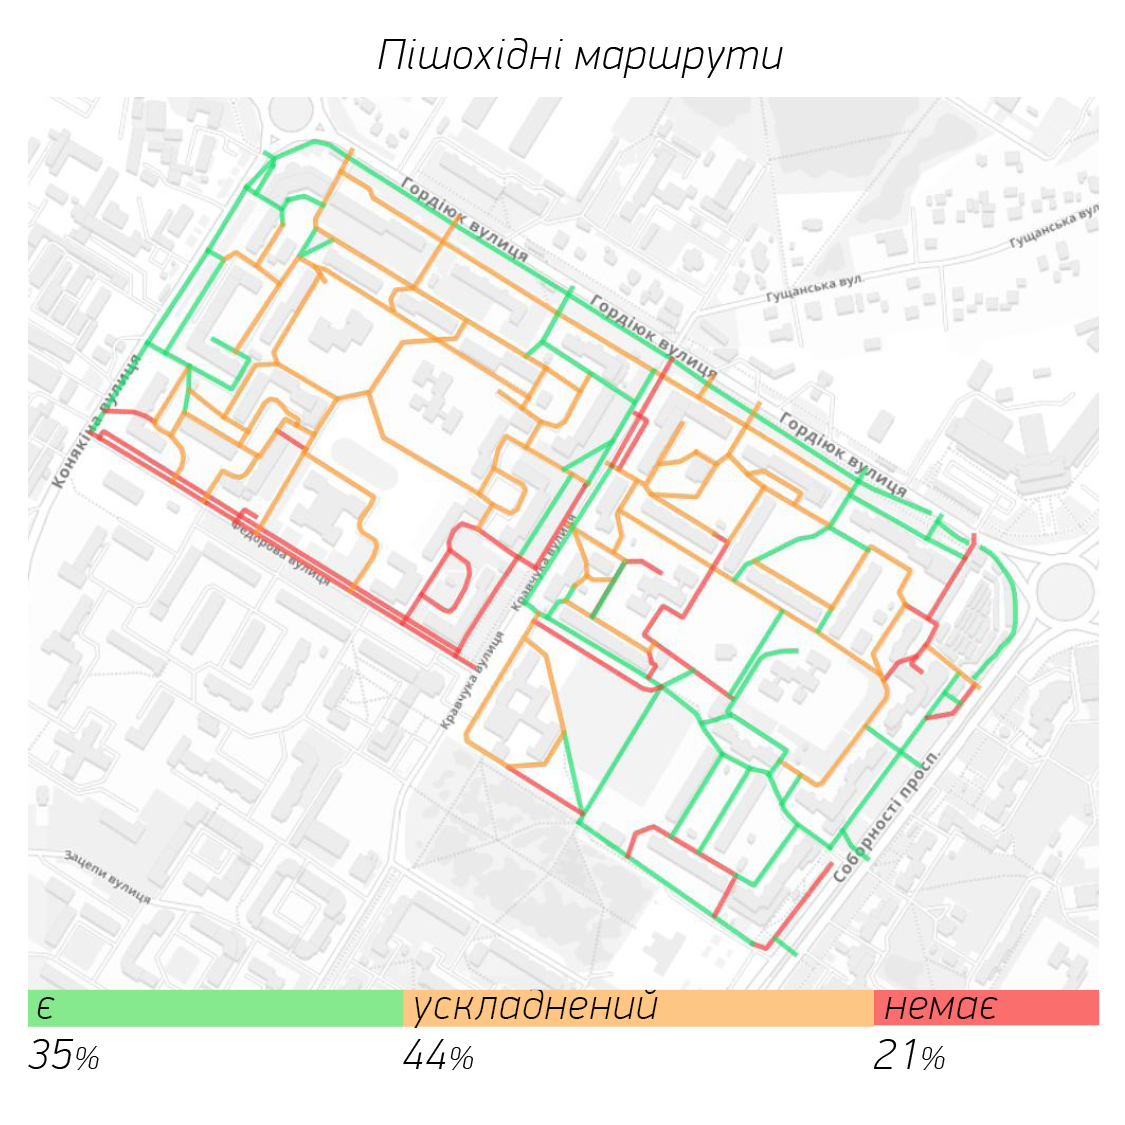 Пішохідні маршрути
Гордіюк вулиця
Гущанська вул
Гущанська вул.
Гордіюк вулиця
Конякіна вулиця
Гордіюк вулиця
Федорова вулиця
Кравчука вулиця
Кравчука вулиця
Соборності просп.
Зацепи вулиця
є
ускладнений
немає
35%
44%
21%